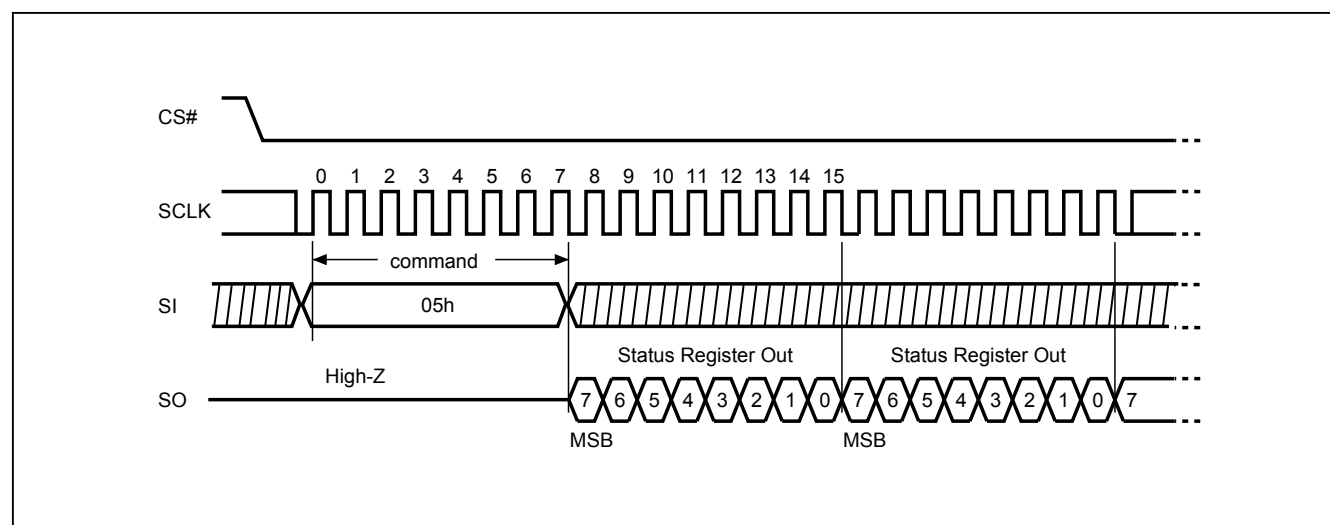 CS#
0 1 2 3 4 5 6 7 8 9 10 11 12 13 14 15
SCLK
command
SI
05h
Status Register Out Status Register Out
High-Z
SO
7 6 5 4 3 2 1 0 7 6 5 4 3 2 1 0 7
MSB MSB